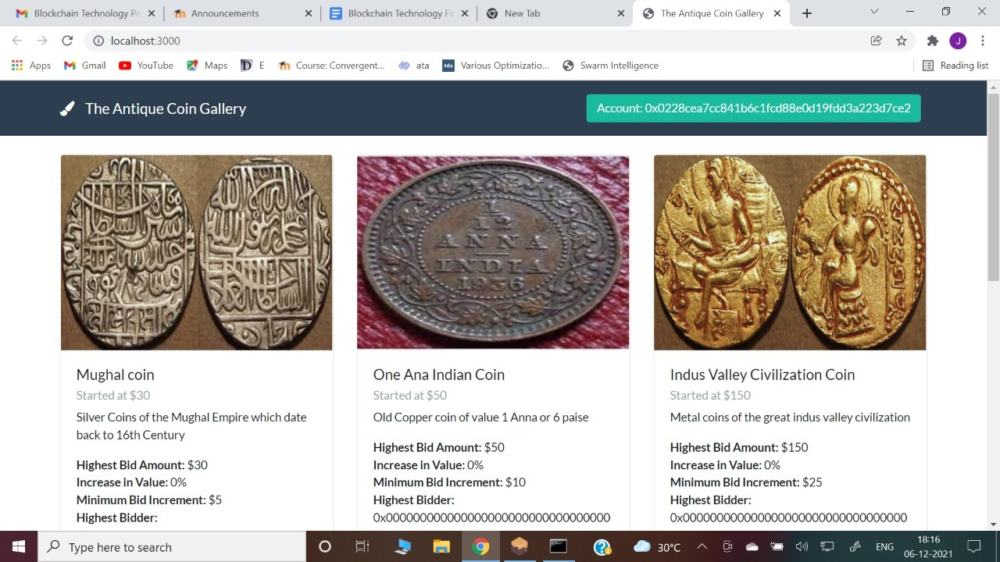 Blockchain Technology Pr
Announcements
Blockchain Technology Fin
New Tab
The Antique Coin Gallery
localhost:3000
J
Apps
Gmail
YouTube
Maps
D E
Course: Convergent...
ata
tds Various Optimizatio...
Swarm Intelligence
Reading list
The Antique Coin Gallery
Account: 0x0228cea7cc841b6c1fcd88e0d19fdd3a223d7ce2
1
12
ANNA
INDIA
1936
Mughal coin
Started at $30
Silver Coins of the Mughal Empire which date
back to 16th Century
Highest Bid Amount: $30
Increase in Value: 0%
Minimum Bid Increment: $5
Highest Bidder:
One Ana Indian Coin
Started at $50
Old Copper coin of value 1 Anna or 6 paise
Highest Bid Amount: $50
Increase in Value: 0%
Minimum Bid Increment: $10
Highest Bidder:
0x0000000000000000000000000000000000
Indus Valley Civilization Coin
Started at $150
Metal coins of the great indus valley civilization
Highest Bid Amount: $150
Increase in Value: 0%
Minimum Bid Increment: $25
Highest Bidder:
0x0000000000000000000000000000000000
Type here to search
30°C
ENG
18:16
06-12-2021